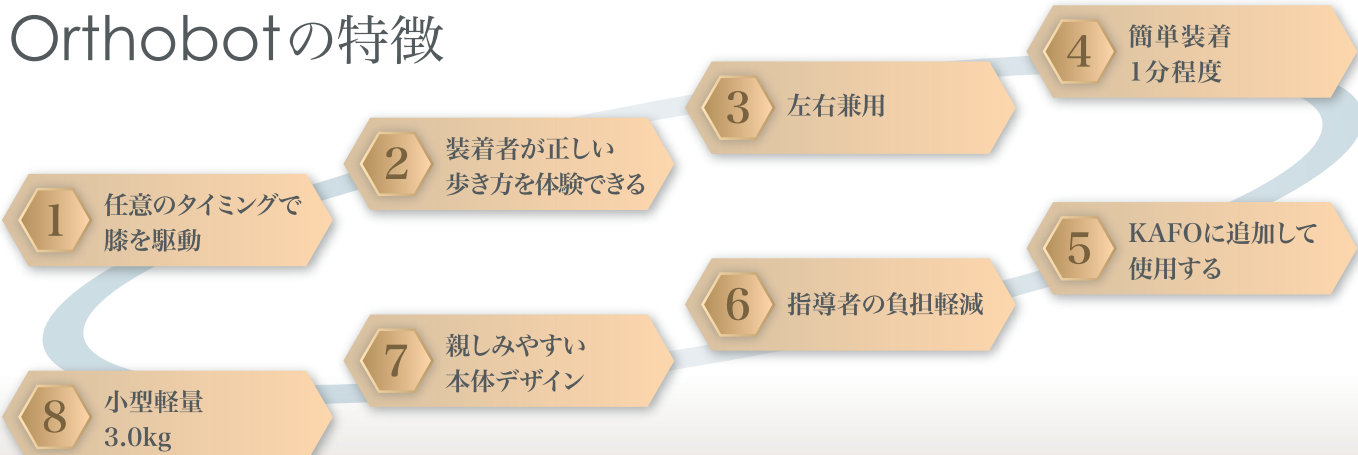 Orthobotの特徴
1
任意のタイミングで
膝を駆動
2
装着者が正しい
歩き方を体験できる
3
左右兼用
4
簡単装着
1分程度
5
KAFOに追加して
使用する
6
指導者の負担軽減
7
親しみやすい
本体デザイン
8
小型軽量
3.0kg